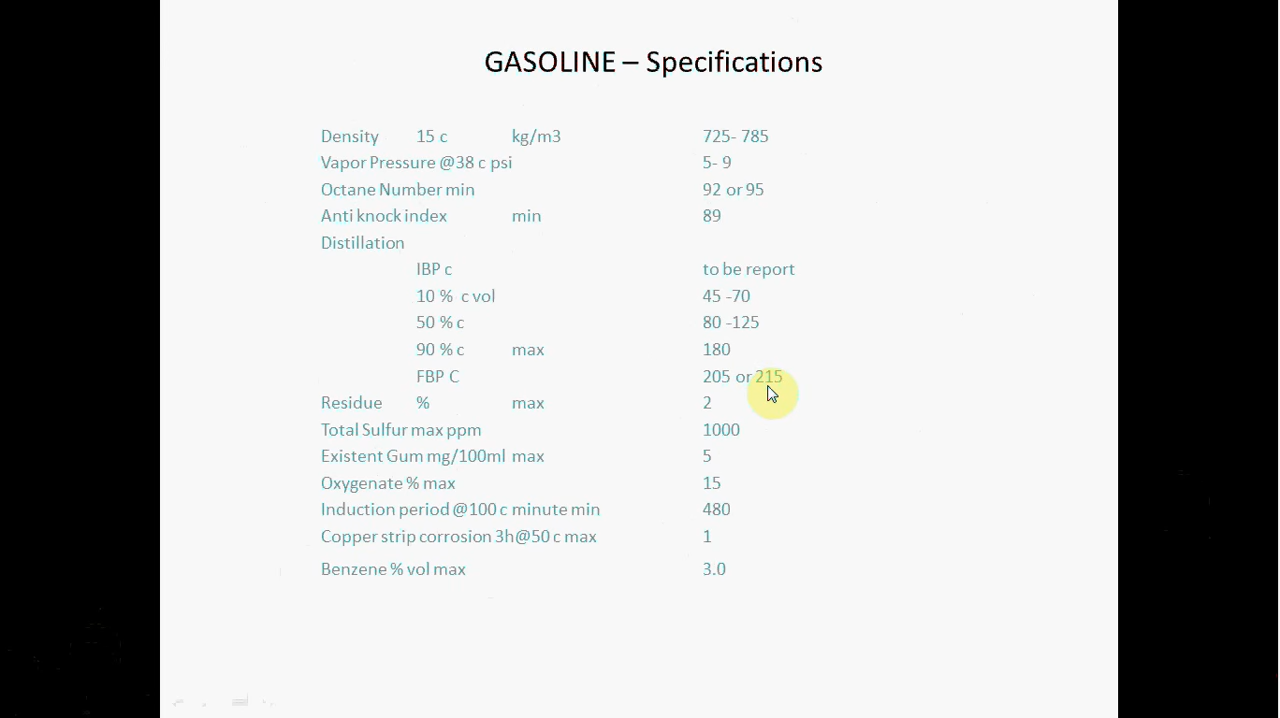 GASOLINE – Specifications
Density 15 c kg/m3 725- 785
Vapor Pressure @38 c psi 5- 9
Octane Number min 92 or 95
Anti knock index min 89
Distillation
IBP c to be report
10 % c vol 45 -70
50 % c 80 -125
90 % c max 180
FBP C 205 or 215
Residue % max 2
Total Sulfur max ppm 1000
Existent Gum mg/100ml max 5
Oxygenate % max 15
Induction period @100 c minute min 480
Copper strip corrosion 3h@50 c max 1
Benzene % vol max 3.0